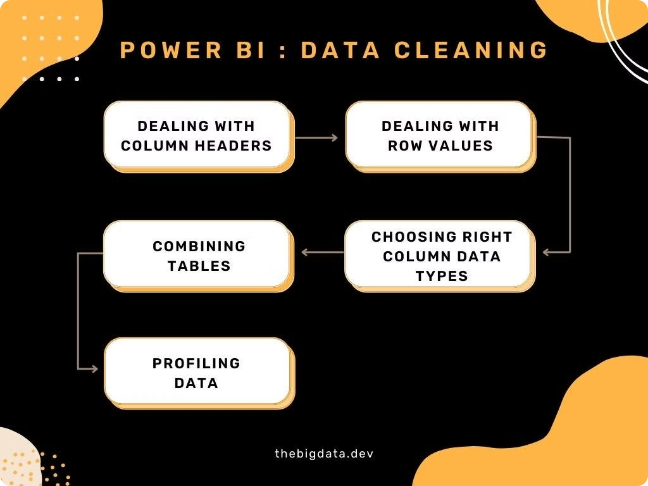 POWER BI : DATA CLEANING
DEALING WITH
COLUMN HEADERS
DEALING WITH
ROW VALUES
CHOOSING RIGHT
COLUMN DATA
TYPES
COMBINING
TABLES
PROFILING
DATA
thebigdata.dev